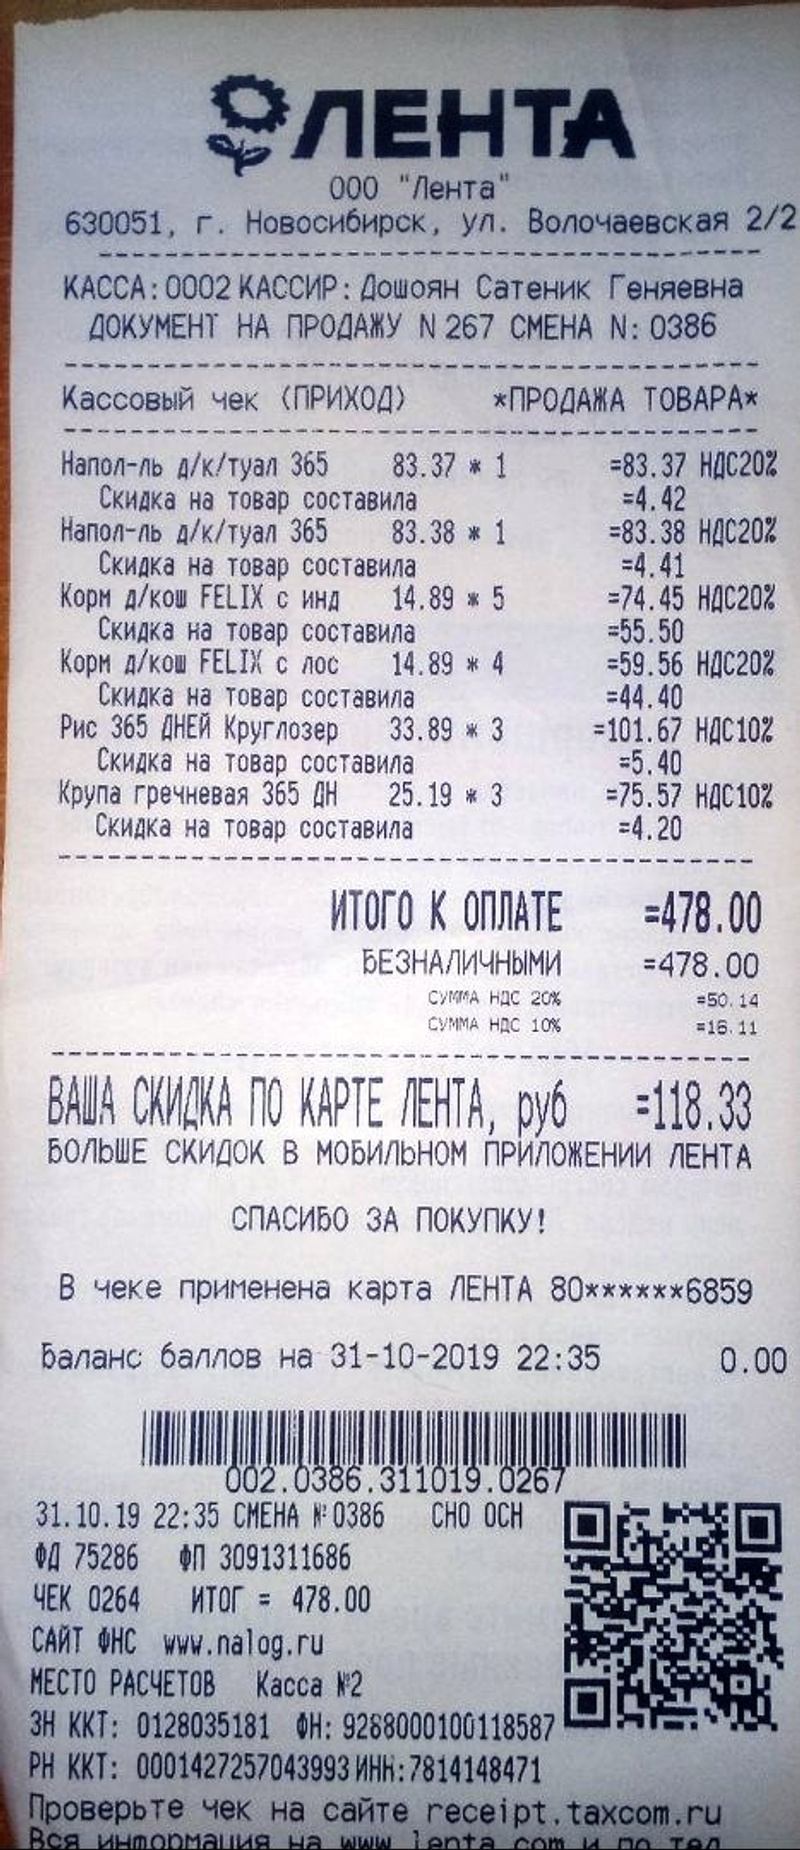 ЛЕНТА
ООО "Лента"
630051, г. Новосибирск, ул. Волочаевская 2/2
КАССА:0002 КАССИР: Дошоян Сатеник Геняевна
ДОКУМЕНТ НА ПРОДАЖУ N 267 СМЕНА N: 0386
Кассовый чек (ПРИХОД) *ПРОДАЖА ТОВАРА*
Напол-ль д/к/туал 365 83.37 * 1 =83.37 НДС20%
Скидка на товар составила =4.42
Напол-ль д/к/туал 365 83.38 * 1 =83.38 НДС20%
Скидка на товар составила =4.41
Корм д/кош FELIX с инд 14.89 * 5 =74.45 НДС20%
Скидка на товар составила =55.50
Корм д/кош FELIX с лос 14.89 * 4 =59.56 НДС20%
Скидка на товар составила =44.40
Рис 365 ДНЕЙ Круглозер 33.89 * 3 =101.67 НДС10%
Скидка на товар составила =5.40
Крупа гречневая 365 ДН 25.19 * 3 =75.57 НДС10%
Скидка на товар составила =4.20
ИТОГО К ОПЛАТЕ =478.00
БЕЗНАЛИЧНЫМИ =478.00
СУММА НДС 20% =50.14
СУММА НДС 10% =16.11
ВАША СКИДКА ПО КАРТЕ ЛЕНТА, руб =118.33
БОЛЬШЕ СКИДОК В МОБИЛЬНОМ ПРИЛОЖЕНИИ ЛЕНТА
СПАСИБО ЗА ПОКУПКУ!
В чеке применена карта ЛЕНТА 80******6859
Баланс баллов на 31-10-2019 22:35 0.00
002.0386.311019.0267
31.10.19 22:35 СМЕНА №0386 СНО ОСН
ФД 75286 ФП 3091311686
ЧЕК 0264 ИТОГ = 478.00
САЙТ ФНС www.nalog.ru
МЕСТО РАСЧЕТОВ Касса №2
ЗН ККТ: 0128035181 ФН: 9288000100118587
РН ККТ: 0001427257043993 ИНН:7814148471
Проверьте чек на сайте receipt.taxcom.ru
Вся информация на www.lenta.com и по тел